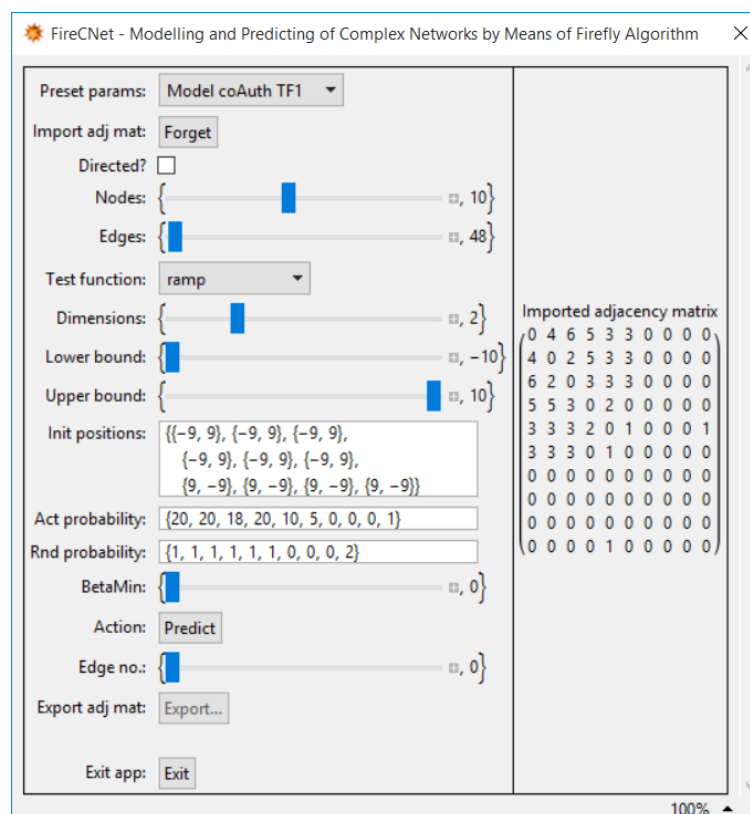 FireCNet - Modelling and Predicting of Complex Networks by Means of Firefly Algorithm
Preset params: Model coAuth TF1
Import adj mat: Forget
Directed?
Nodes: {, 10}
Edges: {, 48}
Test function: ramp
Dimensions: {, 2}
Lower bound: {, −10}
Upper bound: {, 10}
Init positions: {{−9, 9}, {−9, 9}, {−9, 9},
{−9, 9}, {−9, 9}, {−9, 9},
{9, −9}, {9, −9}, {9, −9}, {9, −9}}
Act probability: {20, 20, 18, 20, 10, 5, 0, 0, 0, 1}
Rnd probability: {1, 1, 1, 1, 1, 1, 0, 0, 0, 2}
BetaMin: {, 0}
Action: Predict
Edge no.: {, 0}
Export adj mat: Export...
Exit app: Exit
Imported adjacency matrix
0 4 6 5 3 3 0 0 0 0
4 0 2 5 3 3 0 0 0 0
6 2 0 3 3 3 0 0 0 0
5 5 3 0 2 0 0 0 0 0
3 3 3 2 0 1 0 0 0 1
3 3 3 0 1 0 0 0 0 0
0 0 0 0 0 0 0 0 0 0
0 0 0 0 0 0 0 0 0 0
0 0 0 0 0 0 0 0 0 0
0 0 0 0 1 0 0 0 0 0
100%